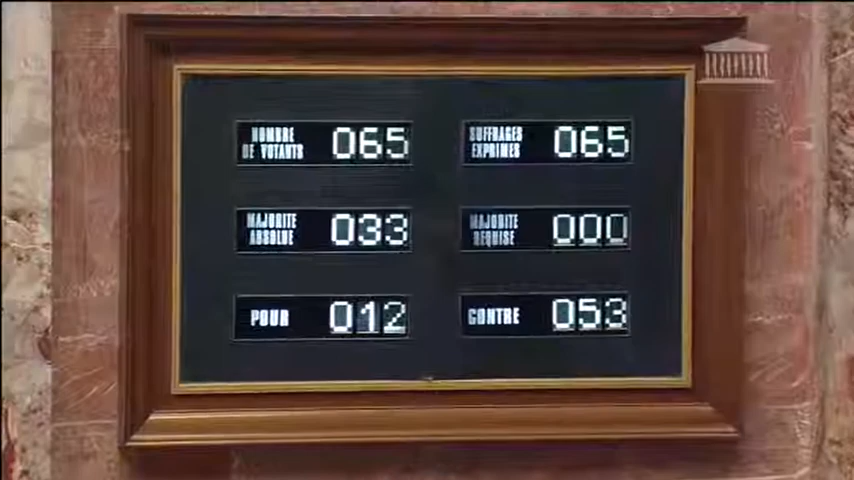 NOMBRE
DE VOTANTS
065
SUFFRAGES
EXPRIMES
065
MAJORITE
ABSOLUE
033
MAJORITE
REQUISE
000
POUR
012
CONTRE
053